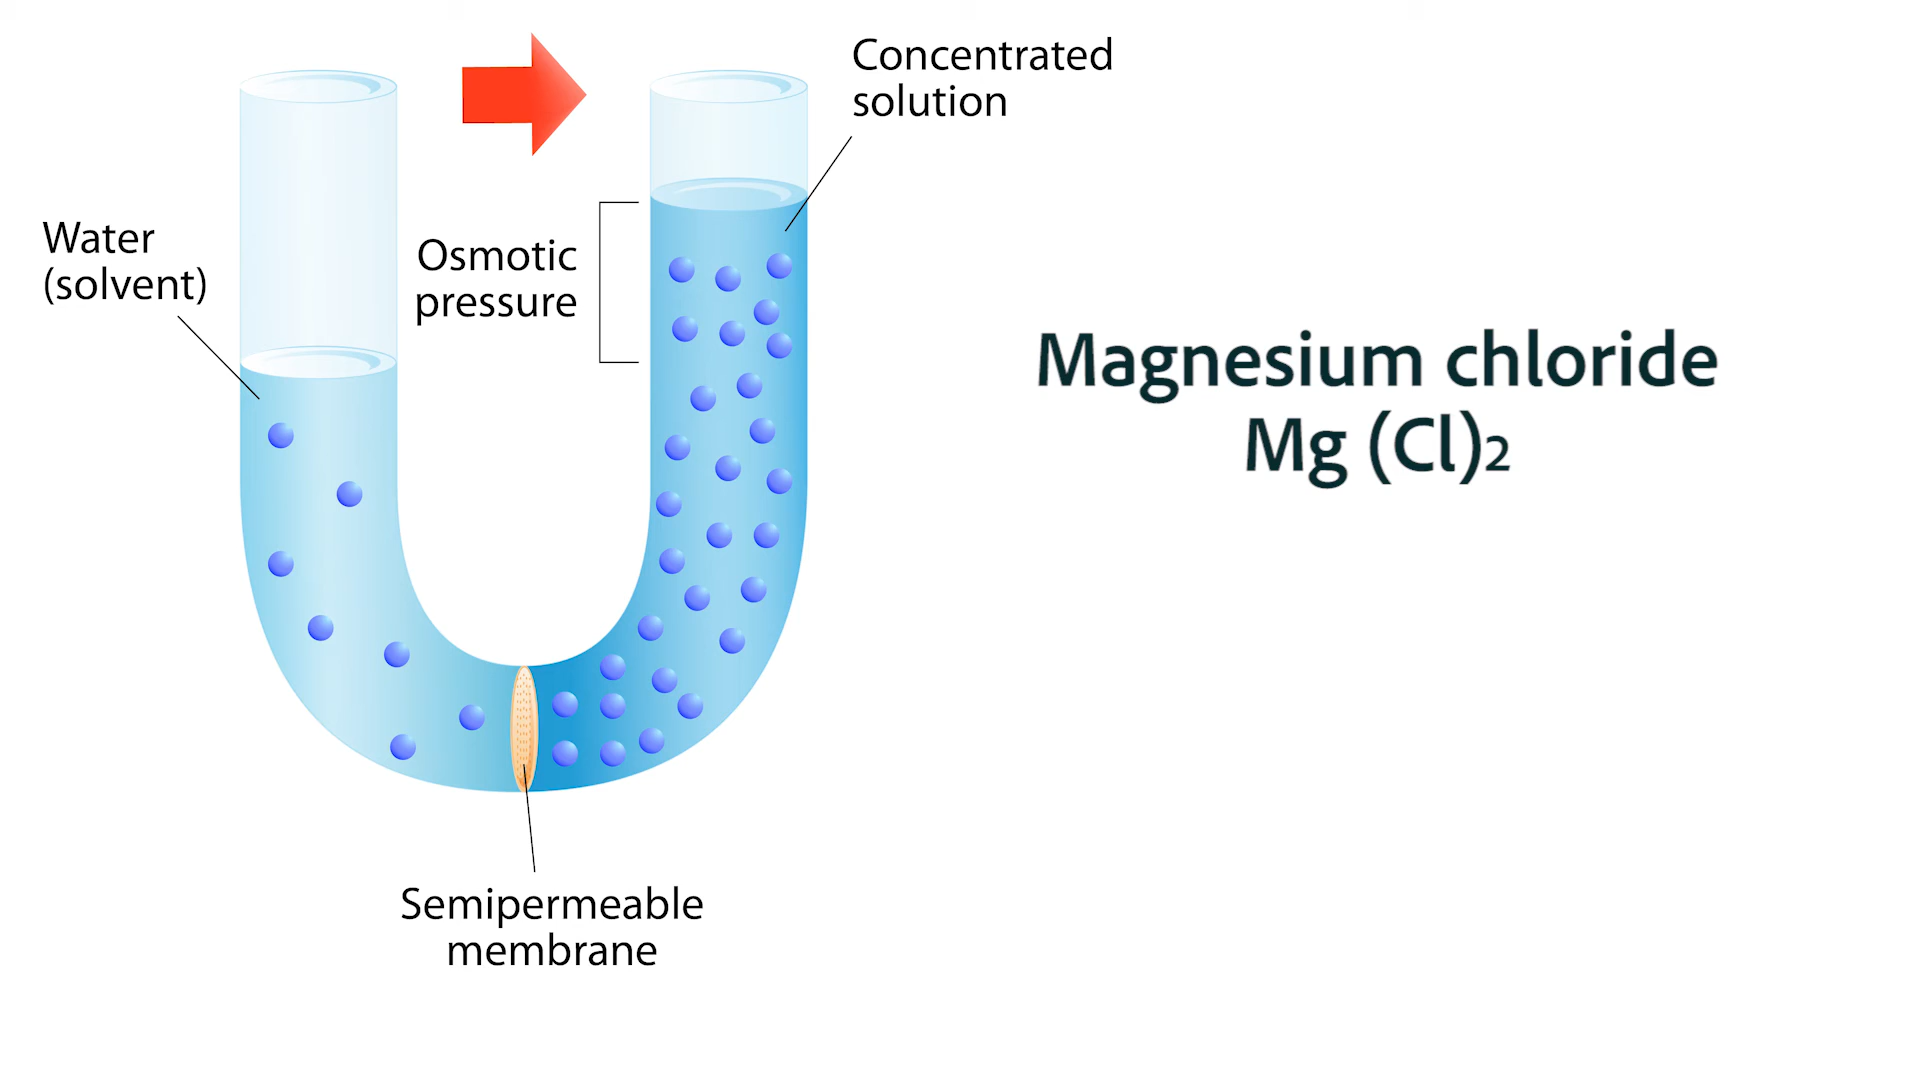 Concentrated
solution
Water
(solvent)
Osmotic
pressure
Magnesium chloride
Mg (Cl)₂
Semipermeable
membrane